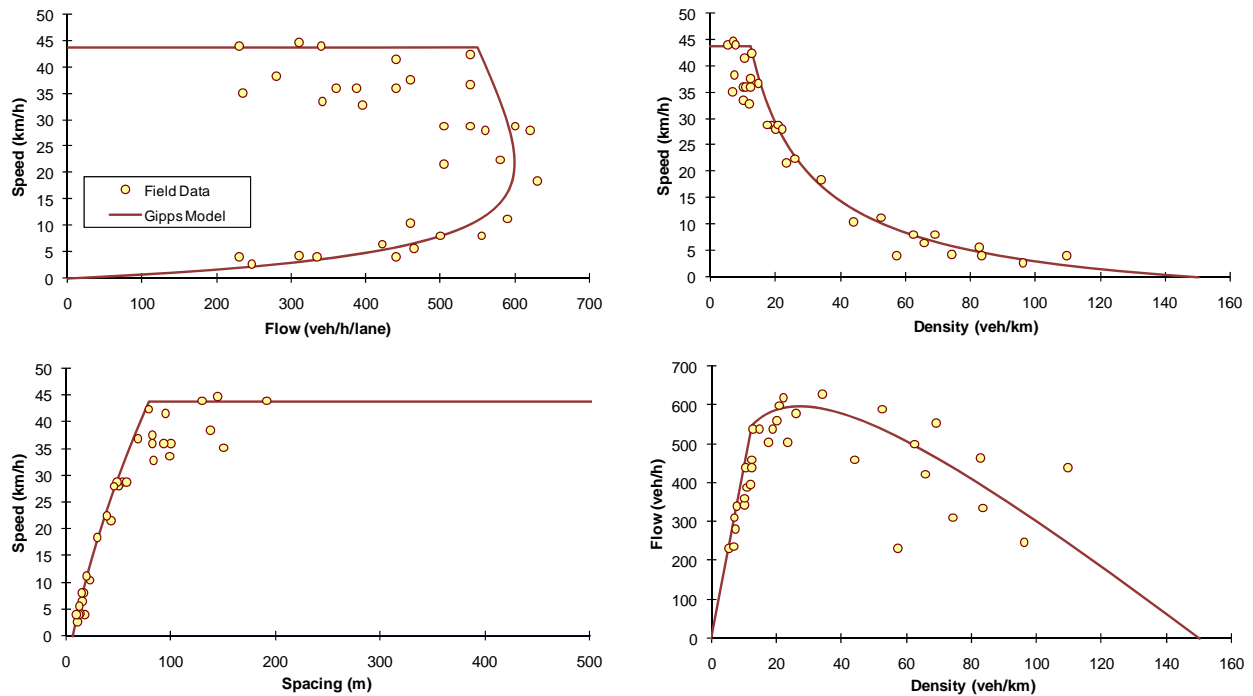 50
45
40
35
30
25
20
15
10
5
0
Speed (km/h)
Field Data
Gipps Model
0 100 200 300 400 500 600 700
Flow (veh/h/lane)
50
45
40
35
30
25
20
15
10
5
0
Speed (km/h)
0 20 40 60 80 100 120 140 160
Density (veh/km)
50
45
40
35
30
25
20
15
10
5
0
Speed (km/h)
0 100 200 300 400 500
Spacing (m)
700
600
500
400
300
200
100
0
Flow (veh/h)
0 20 40 60 80 100 120 140 160
Density (veh/km)